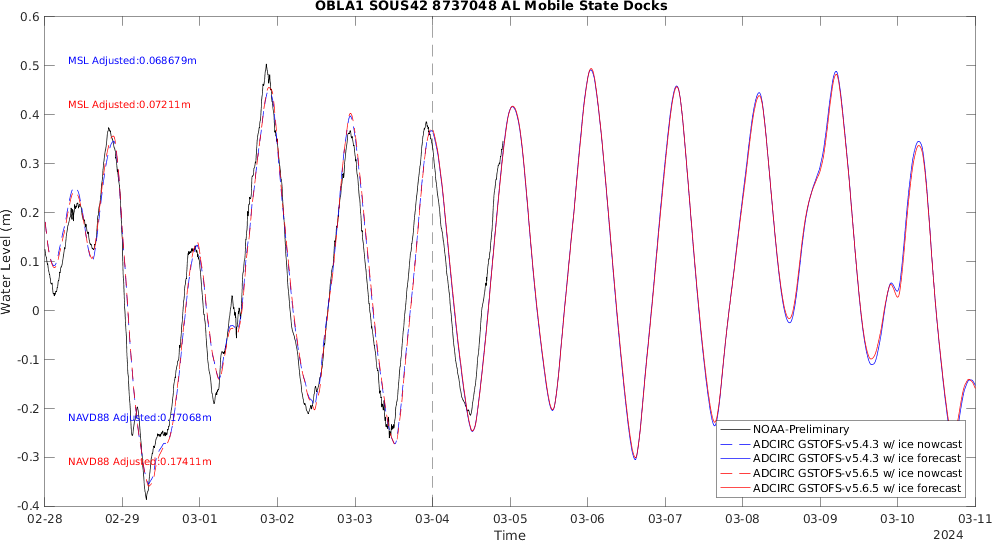 OBLA1 SOUS42 8737048 AL Mobile State Docks
0.6
0.5
0.4
0.3
0.2
0.1
0
-0.1
-0.2
-0.3
-0.4
Water Level (m)
MSL Adjusted:0.068679m
MSL Adjusted:0.07211m
NAVD88 Adjusted:0.17068m
NAVD88 Adjusted:0.17411m
NOAA-Preliminary
ADCIRC GSTOFS-v5.4.3 w/ ice nowcast
ADCIRC GSTOFS-v5.4.3 w/ ice forecast
ADCIRC GSTOFS-v5.6.5 w/ ice nowcast
ADCIRC GSTOFS-v5.6.5 w/ ice forecast
02-28 02-29 03-01 03-02 03-03 03-04 03-05 03-06 03-07 03-08 03-09 03-10 03-11
Time
2024